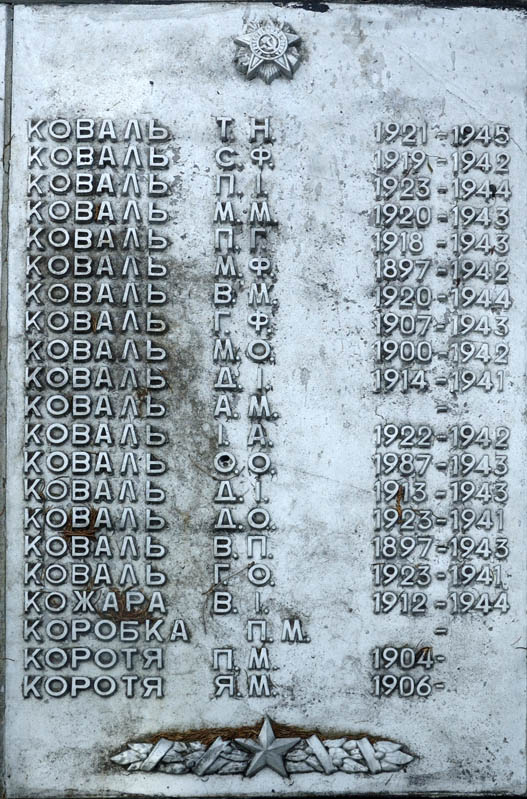 КОВАЛЬ Т. Н. 1921-1945
КОВАЛЬ С. Ф. 1919-1942
КОВАЛЬ П. І. 1923-1944
КОВАЛЬ М. М. 1920-1943
КОВАЛЬ П. Г. 1918-1943
КОВАЛЬ М. Ф. 1897-1942
КОВАЛЬ В. М. 1920-1944
КОВАЛЬ Г. Ф. 1907-1943
КОВАЛЬ М. О. 1900-1942
КОВАЛЬ Д. І. 1914-1941
КОВАЛЬ А. М. -
КОВАЛЬ І. А. 1922-1942
КОВАЛЬ О. О. 1987-1943
КОВАЛЬ Д. І. 1913-1943
КОВАЛЬ Д. О. 1923-1941
КОВАЛЬ В. П. 1897-1943
КОВАЛЬ Г. О. 1923-1941
КОЖАРА В. І. 1912-1944
КОРОБКА П. М. -
КОРОТЯ П. М. 1904-
КОРОТЯ Я. М. 1906-